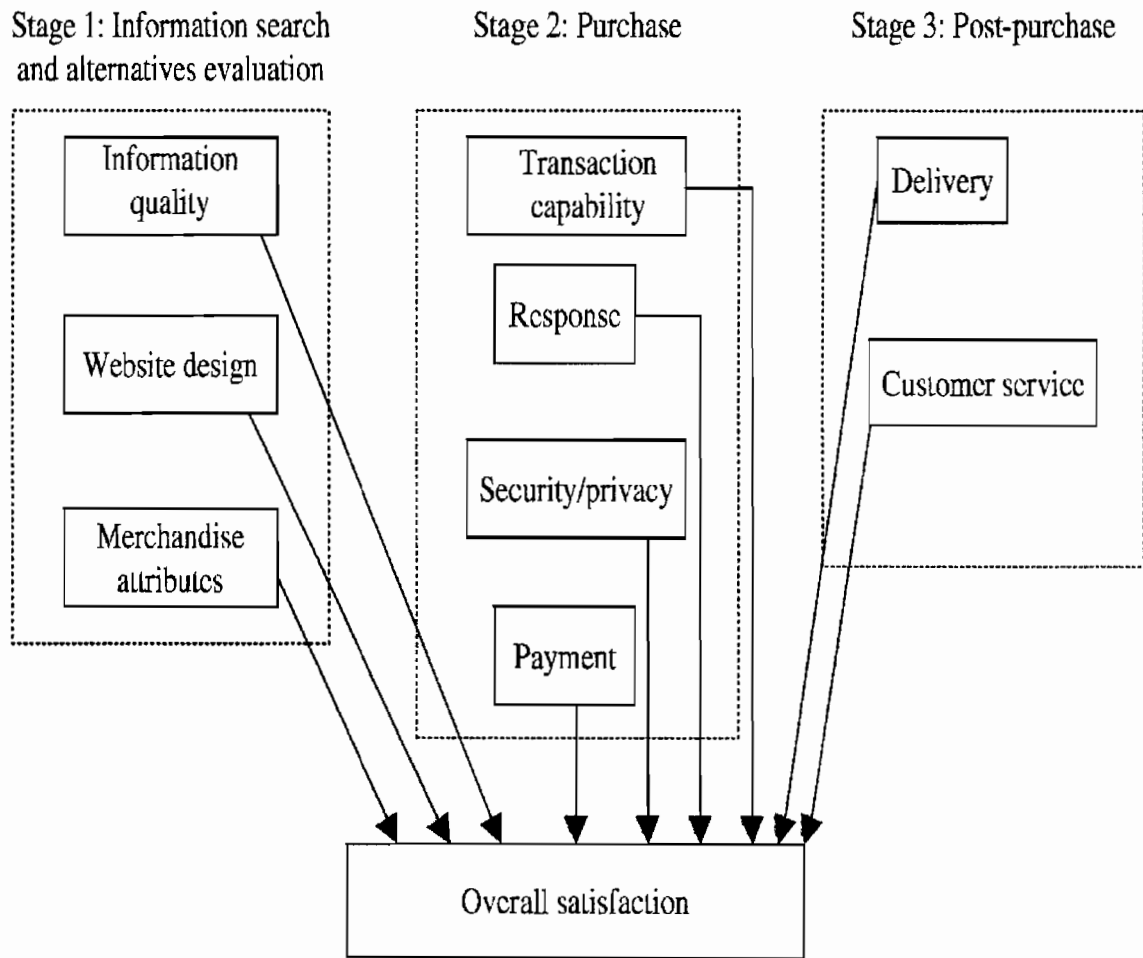 Stage 1: Information search
and alternatives evaluation
Stage 2: Purchase
Stage 3: Post-purchase
Information
quality
Website design
Merchandise
attributes
Transaction
capability
Response
Security/privacy
Payment
Delivery
Customer service
Overall satisfaction